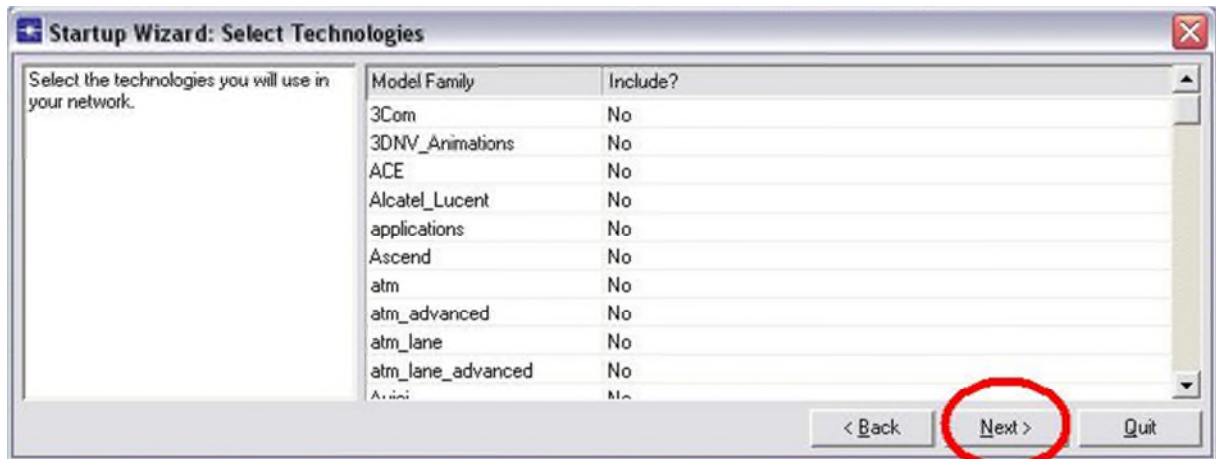 Startup Wizard: Select Technologies
Select the technologies you will use in
your network.
Model Family Include?
3Com No
3DNV_Animations No
ACE No
Alcatel_Lucent No
applications No
Ascend No
atm No
atm_advanced No
atm_lane No
atm_lane_advanced No
No
< Back Next > Quit